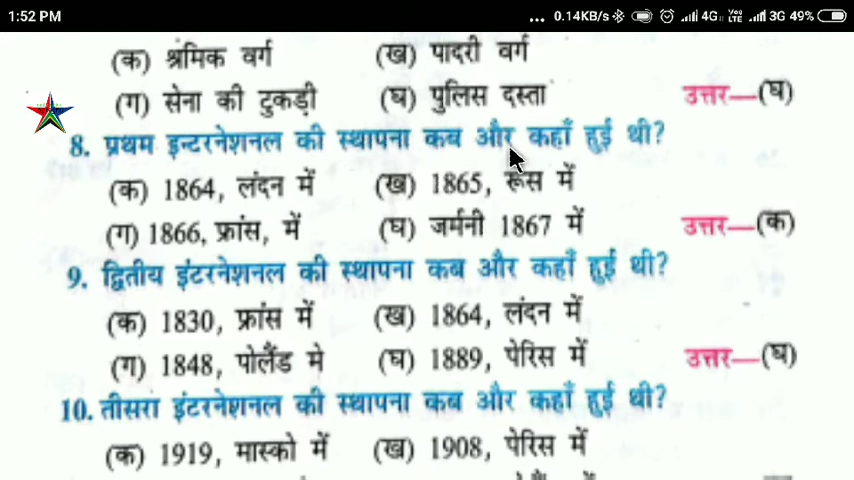 1:52 PM ... 0.14KB/s 4G VoLTE 3G 49%
(क) श्रमिक वर्ग (ख) पादरी वर्ग
(ग) सेना की टुकड़ी (घ) पुलिस दस्ता उत्तर—(घ)
8. प्रथम इन्टरनेशनल की स्थापना कब और कहाँ हुई थी?
(क) 1864, लंदन में (ख) 1865, रूस में
(ग) 1866, फ्रांस, में (घ) जर्मनी 1867 में उत्तर—(क)
9. द्वितीय इंटरनेशनल की स्थापना कब और कहाँ हुई थी?
(क) 1830, फ्रांस में (ख) 1864, लंदन में
(ग) 1848, पोलैंड मे (घ) 1889, पेरिस में उत्तर—(घ)
10. तीसरा इंटरनेशनल की स्थापना कब और कहाँ हुई थी?
(क) 1919, मास्को में (ख) 1908, पेरिस में